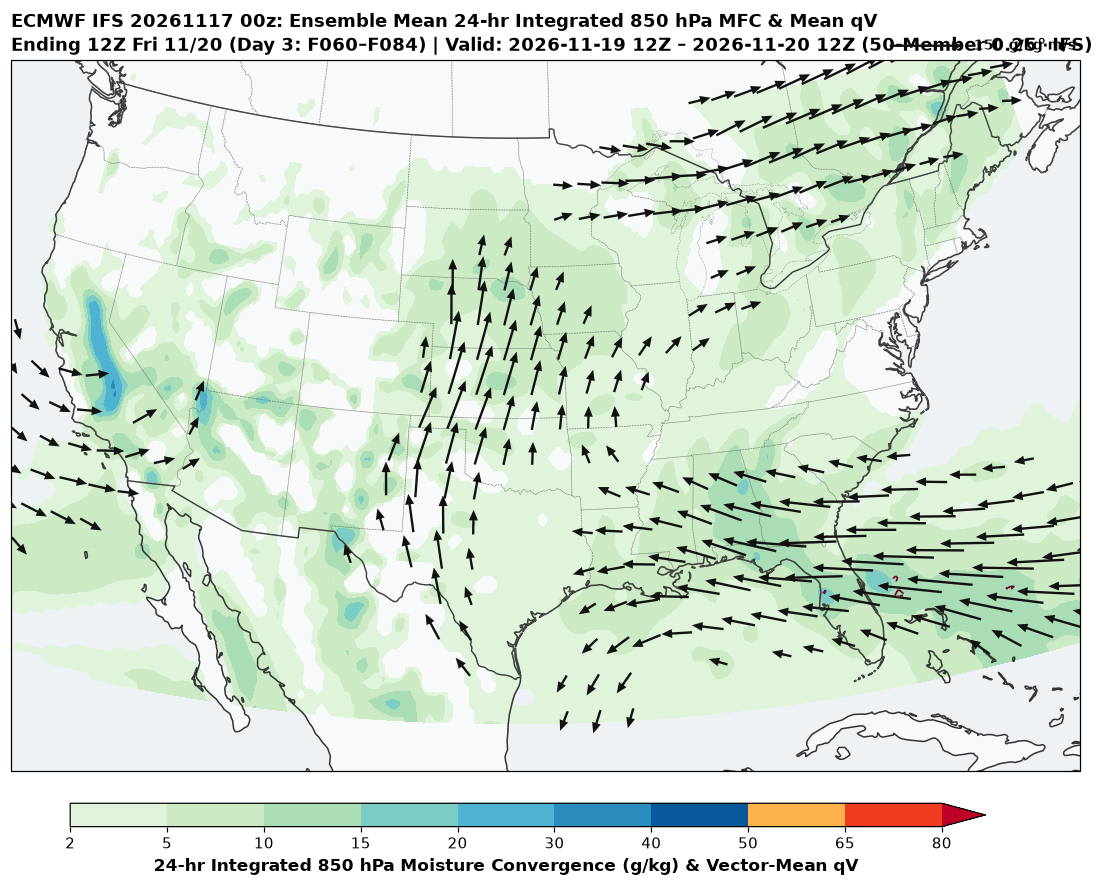 ECMWF IFS 20261117 00z: Ensemble Mean 24-hr Integrated 850 hPa MFC & Mean qV
Ending 12Z Fri 11/20 (Day 3: F060–F084) | Valid: 2026-11-19 12Z – 2026-11-20 12Z (50-Member 0.25° IFS)
2 5 10 15 20 30 40 50 65 80
24-hr Integrated 850 hPa Moisture Convergence (g/kg) & Vector-Mean qV